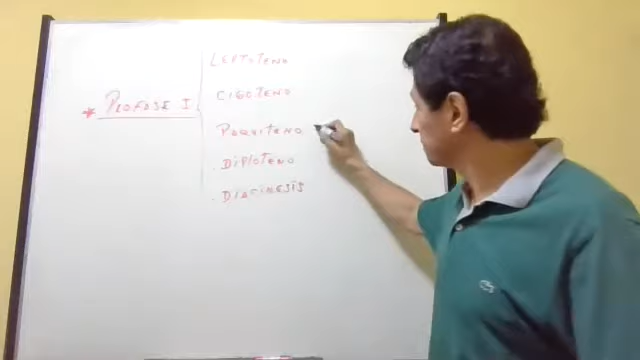 LEPTOTENO
CIGOTENO
* PROFASE I
PAQUITENO
. DIPLOTENO
. DIACINESIS